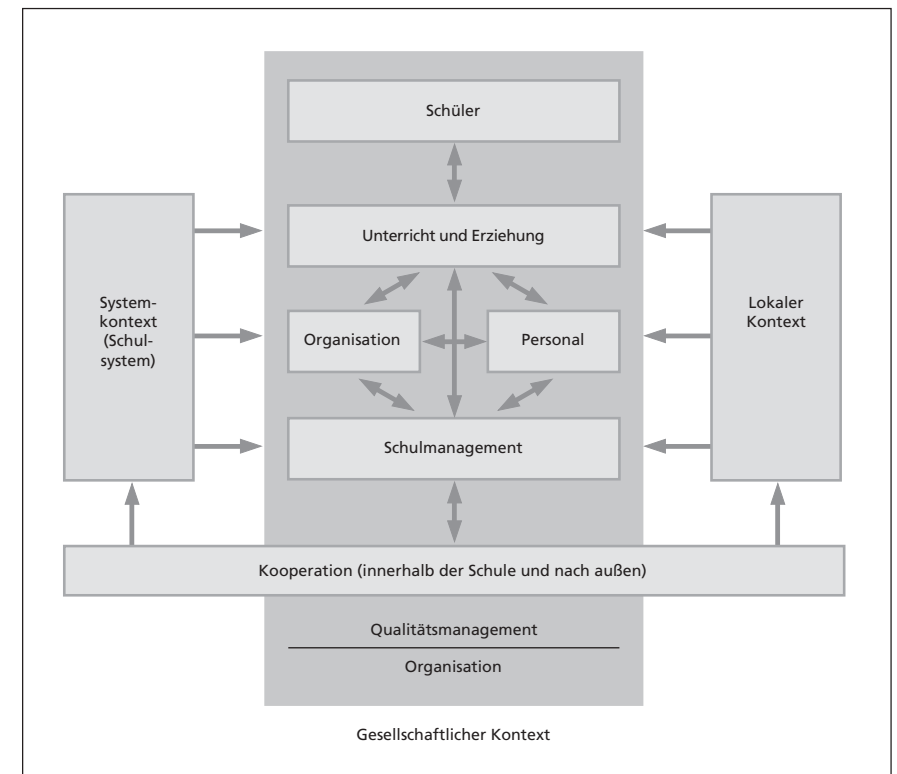 Schüler
Unterricht und Erziehung
System-
kontext
(Schul-
system)
Organisation
Personal
Lokaler
Kontext
Schulmanagement
Kooperation (innerhalb der Schule und nach außen)
Qualitätsmanagement
Organisation
Gesellschaftlicher Kontext